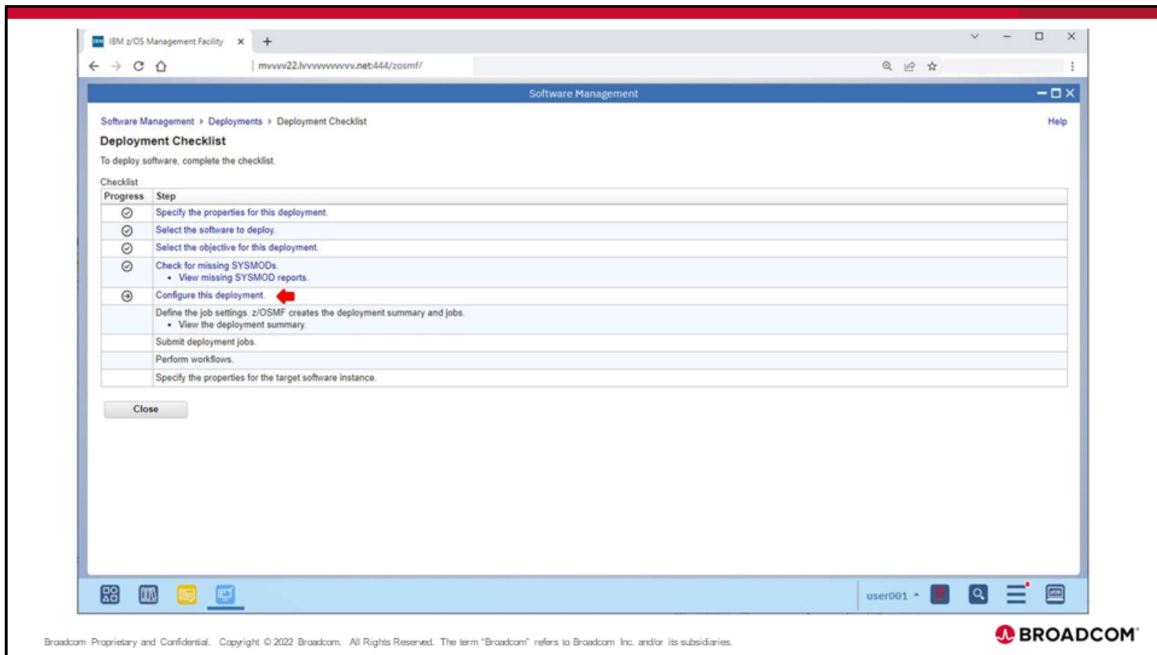 IBM z/OS Management Facility
mvvvv22.lvvvvvvvvvv.net:444/zosmf/
Software Management
Software Management ▸ Deployments ▸ Deployment Checklist
Help
Deployment Checklist
To deploy software, complete the checklist.
Checklist
Progress Step
Specify the properties for this deployment.
Select the software to deploy.
Select the objective for this deployment.
Check for missing SYSMODs.
• View missing SYSMOD reports.
Configure this deployment.
Define the job settings. z/OSMF creates the deployment summary and jobs.
• View the deployment summary.
Submit deployment jobs.
Perform workflows.
Specify the properties for the target software instance.
Close
user001
Broadcom Proprietary and Confidential. Copyright © 2022 Broadcom. All Rights Reserved. The term “Broadcom” refers to Broadcom Inc. and/or its subsidiaries.
BROADCOM